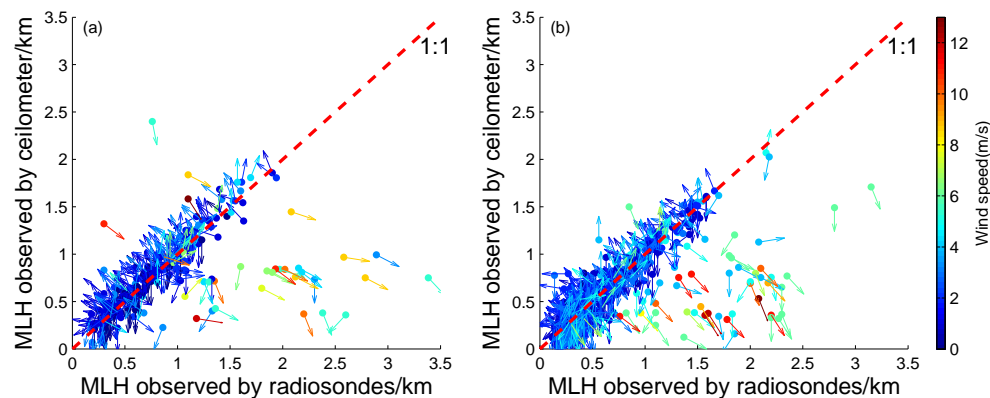 (a)
1:1
MLH observed by ceilometer/km
3.5
3
2.5
2
1.5
1
0.5
0
0 0.5 1 1.5 2 2.5 3 3.5
MLH observed by radiosondes/km
(b)
1:1
MLH observed by ceilometer/km
3.5
3
2.5
2
1.5
1
0.5
0
0 0.5 1 1.5 2 2.5 3 3.5
MLH observed by radiosondes/km
12
10
8
6
4
2
0
Wind speed(m/s)